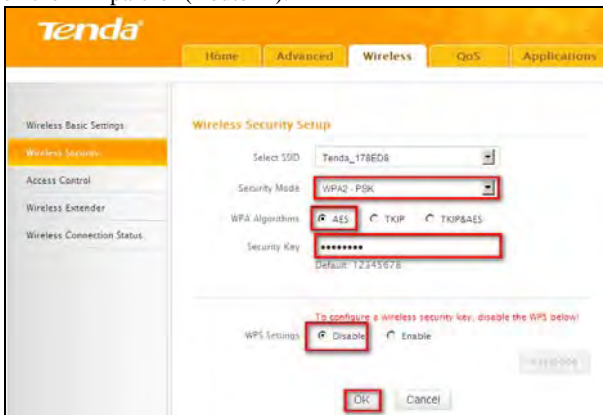 Tenda
Home Advanced Wireless QoS Applications
Wireless Basic Settings
Wireless Security
Access Control
Wireless Extender
Wireless Connection Status
Wireless Security Setup
Select SSID Tenda_178ED8
Security Mode WPA2 - PSK
WPA Algorithms AES TKIP TKIP&AES
Security Key ••••••••
Default: 12345678
To configure a wireless security key, disable the WPS below!
WPS Settings Disable Enable
OK Cancel